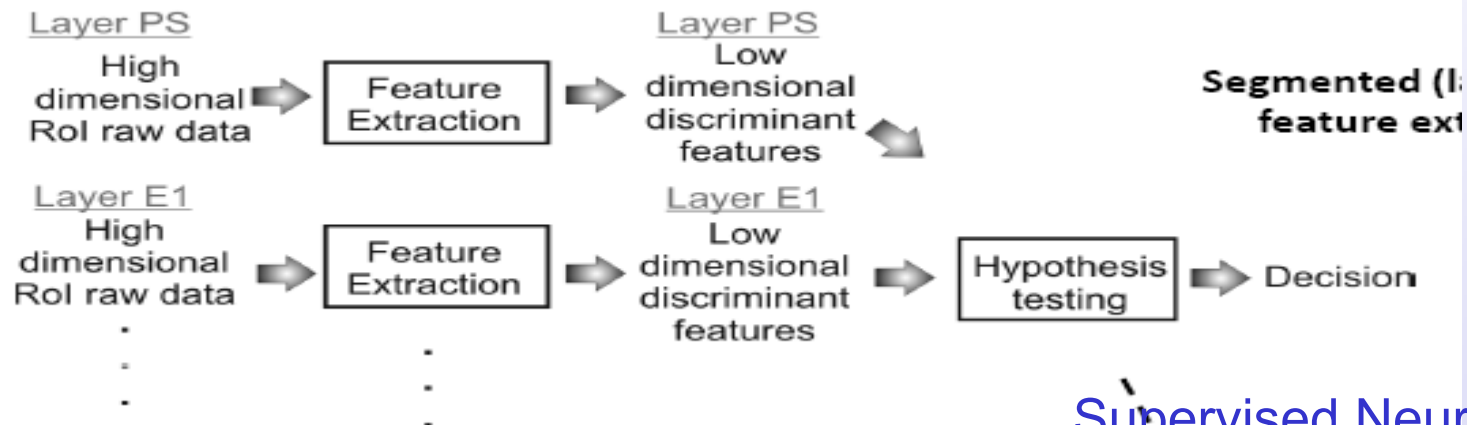 Layer PS
High
dimensional
RoI raw data
Feature
Extraction
Layer PS
Low
dimensional
discriminant
features
Segmented
feature
Layer E1
High
dimensional
RoI raw data
Feature
Extraction
Layer E1
Low
dimensional
discriminant
features
Hypothesis
testing
Decision
Supervised